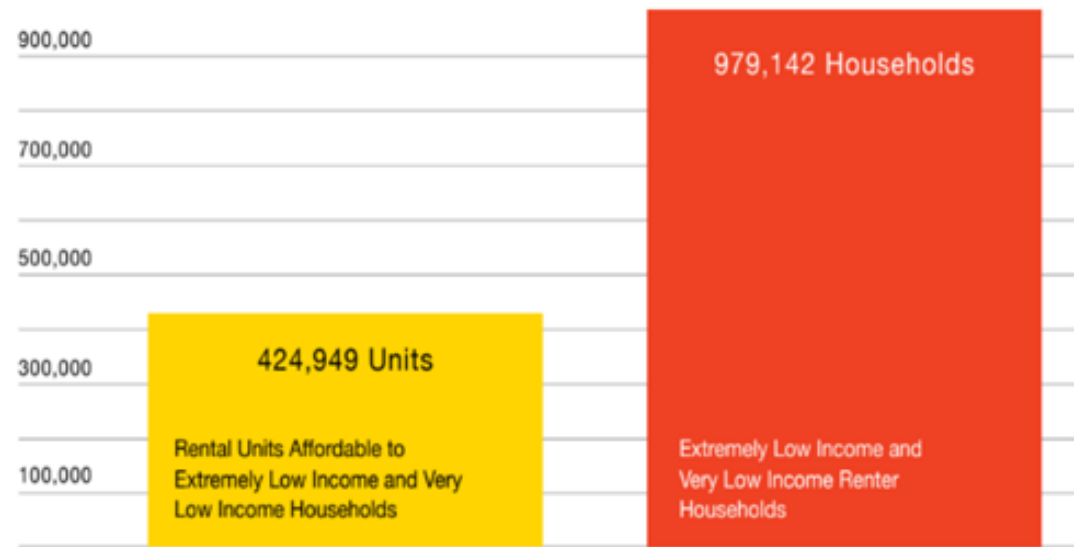 900,000
979,142 Households
700,000
500,000
424,949 Units
300,000
Rental Units Affordable to
Extremely Low Income and Very
Low Income Households
Extremely Low Income and
Very Low Income Renter
Households
100,000